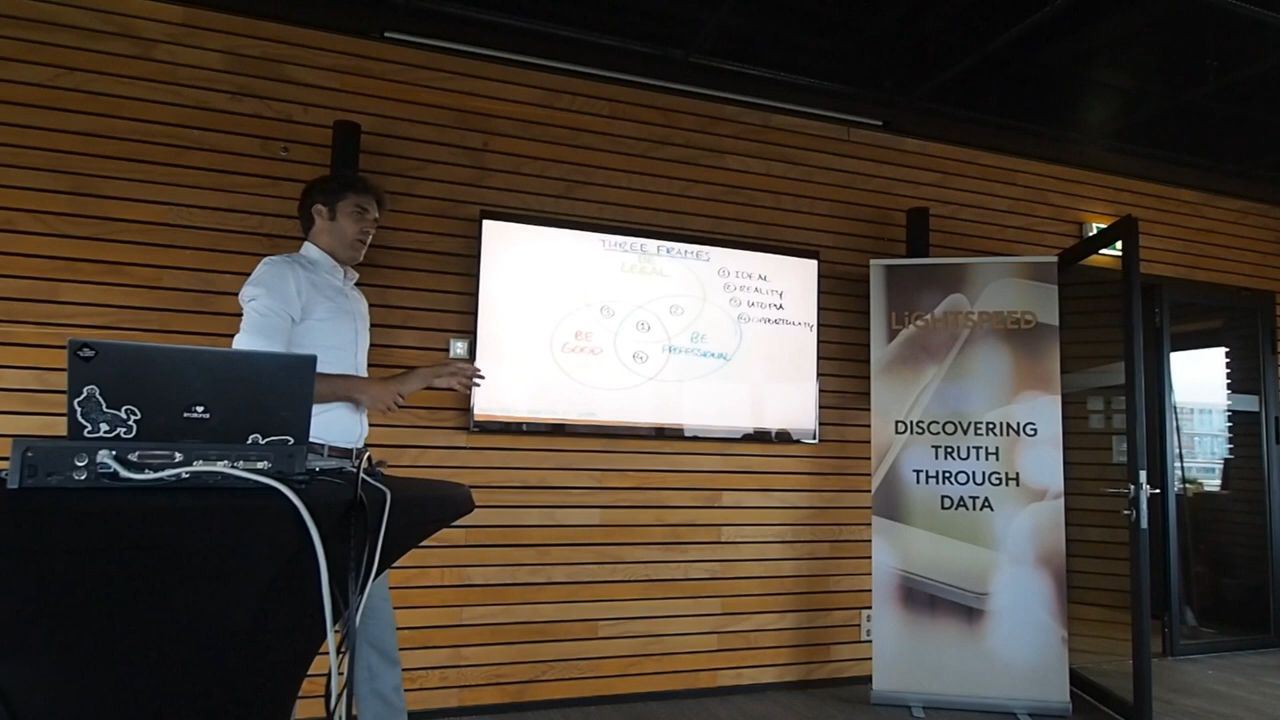 THREE FRAMES
BE
LEGAL
① IDEAL
② REALITY
③ UTOPIA
④ OPPORTUNITY
③
②
①
BE
GOOD
BE
PROFESSIONAL
④
LiGHTSPEED
DISCOVERING
TRUTH
THROUGH
DATA
I ♥
irrational